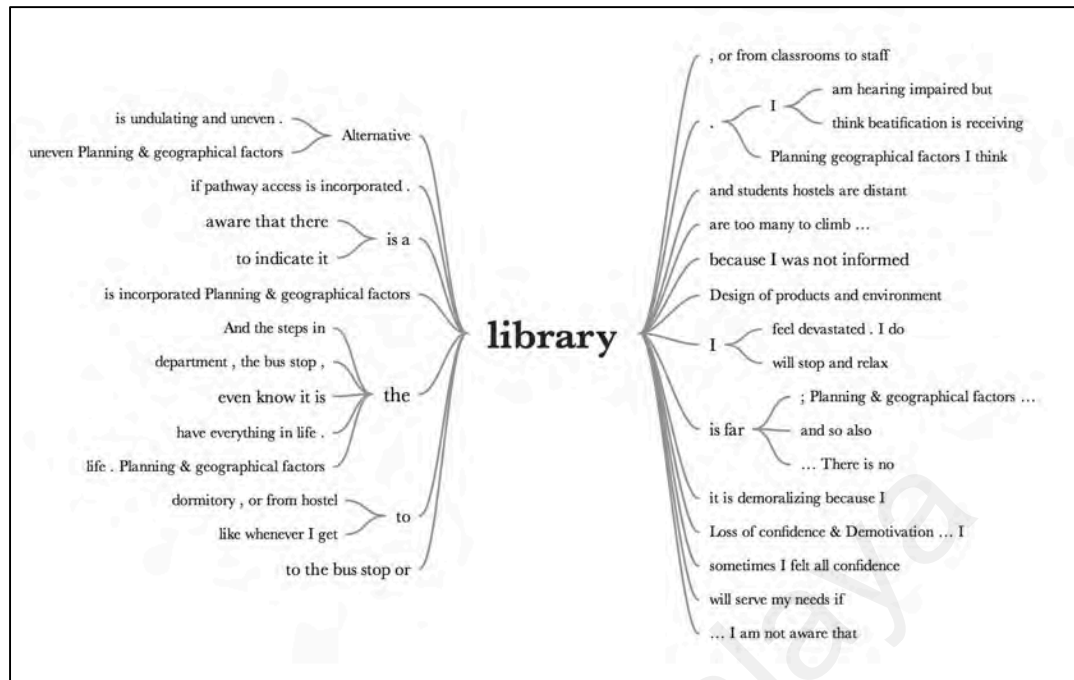 is undulating and uneven .
uneven Planning & geographical factors
Alternative
if pathway access is incorporated .
aware that there
to indicate it
is a
is incorporated Planning & geographical factors
And the steps in
department , the bus stop ,
even know it is
have everything in life .
life . Planning & geographical factors
the
dormitory , or from hostel
like whenever I get
to
to the bus stop or
library
, or from classrooms to staff
.
I
am hearing impaired but
think beatification is receiving
Planning geographical factors I think
and students hostels are distant
are too many to climb ...
because I was not informed
Design of products and environment
I
feel devastated . I do
will stop and relax
is far
; Planning & geographical factors ...
and so also
... There is no
it is demoralizing because I
Loss of confidence & Demotivation ... I
sometimes I felt all confidence
will serve my needs if
... I am not aware that
laya